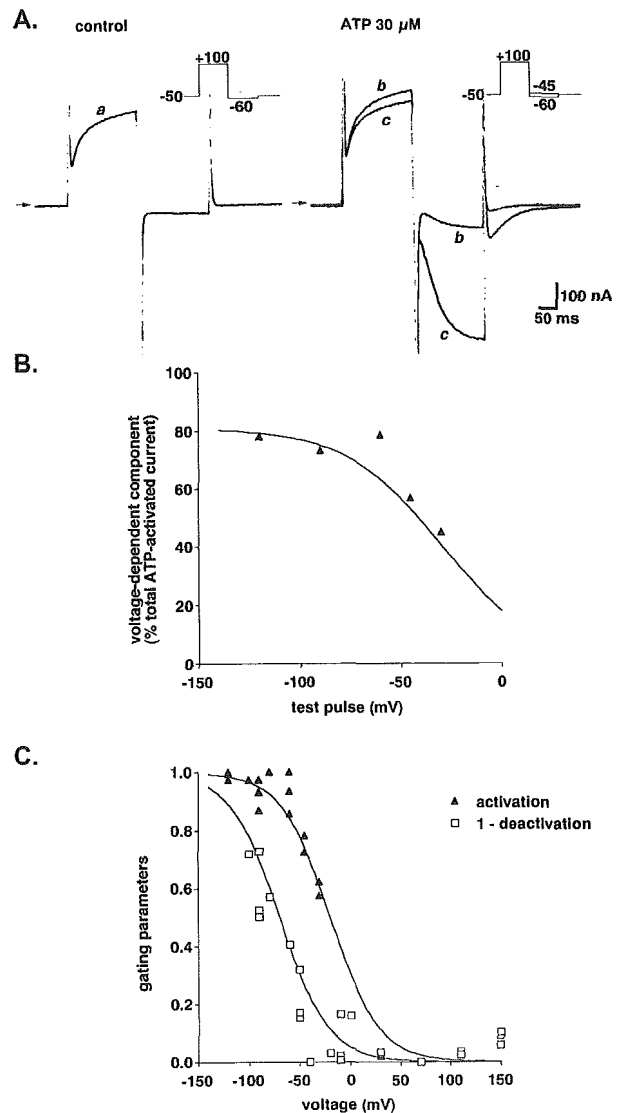 A.
control
ATP 30 µM
+100
-50
-60
+100
-50
-45
-60
a
b
c
b
c
100 nA
50 ms
B.
voltage-dependent component
(% total ATP-activated current)
100
80
60
40
20
0
-150
-100
-50
0
test pulse (mV)
C.
gating parameters
1.0
0.8
0.6
0.4
0.2
0.0
-150
-100
-50
0
50
100
150
voltage (mV)
activation
1 - deactivation